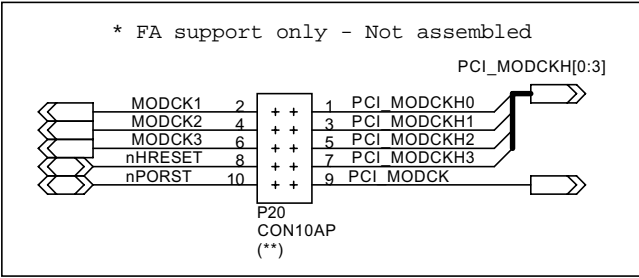 * FA support only - Not assembled
PCI_MODCKH[0:3]
MODCK1 2 1 PCI_MODCKH0
MODCK2 4 3 PCI_MODCKH1
MODCK3 6 5 PCI_MODCKH2
nHRESET 8 7 PCI_MODCKH3
nPORST 10 9 PCI_MODCK
P20
CON10AP
(**)